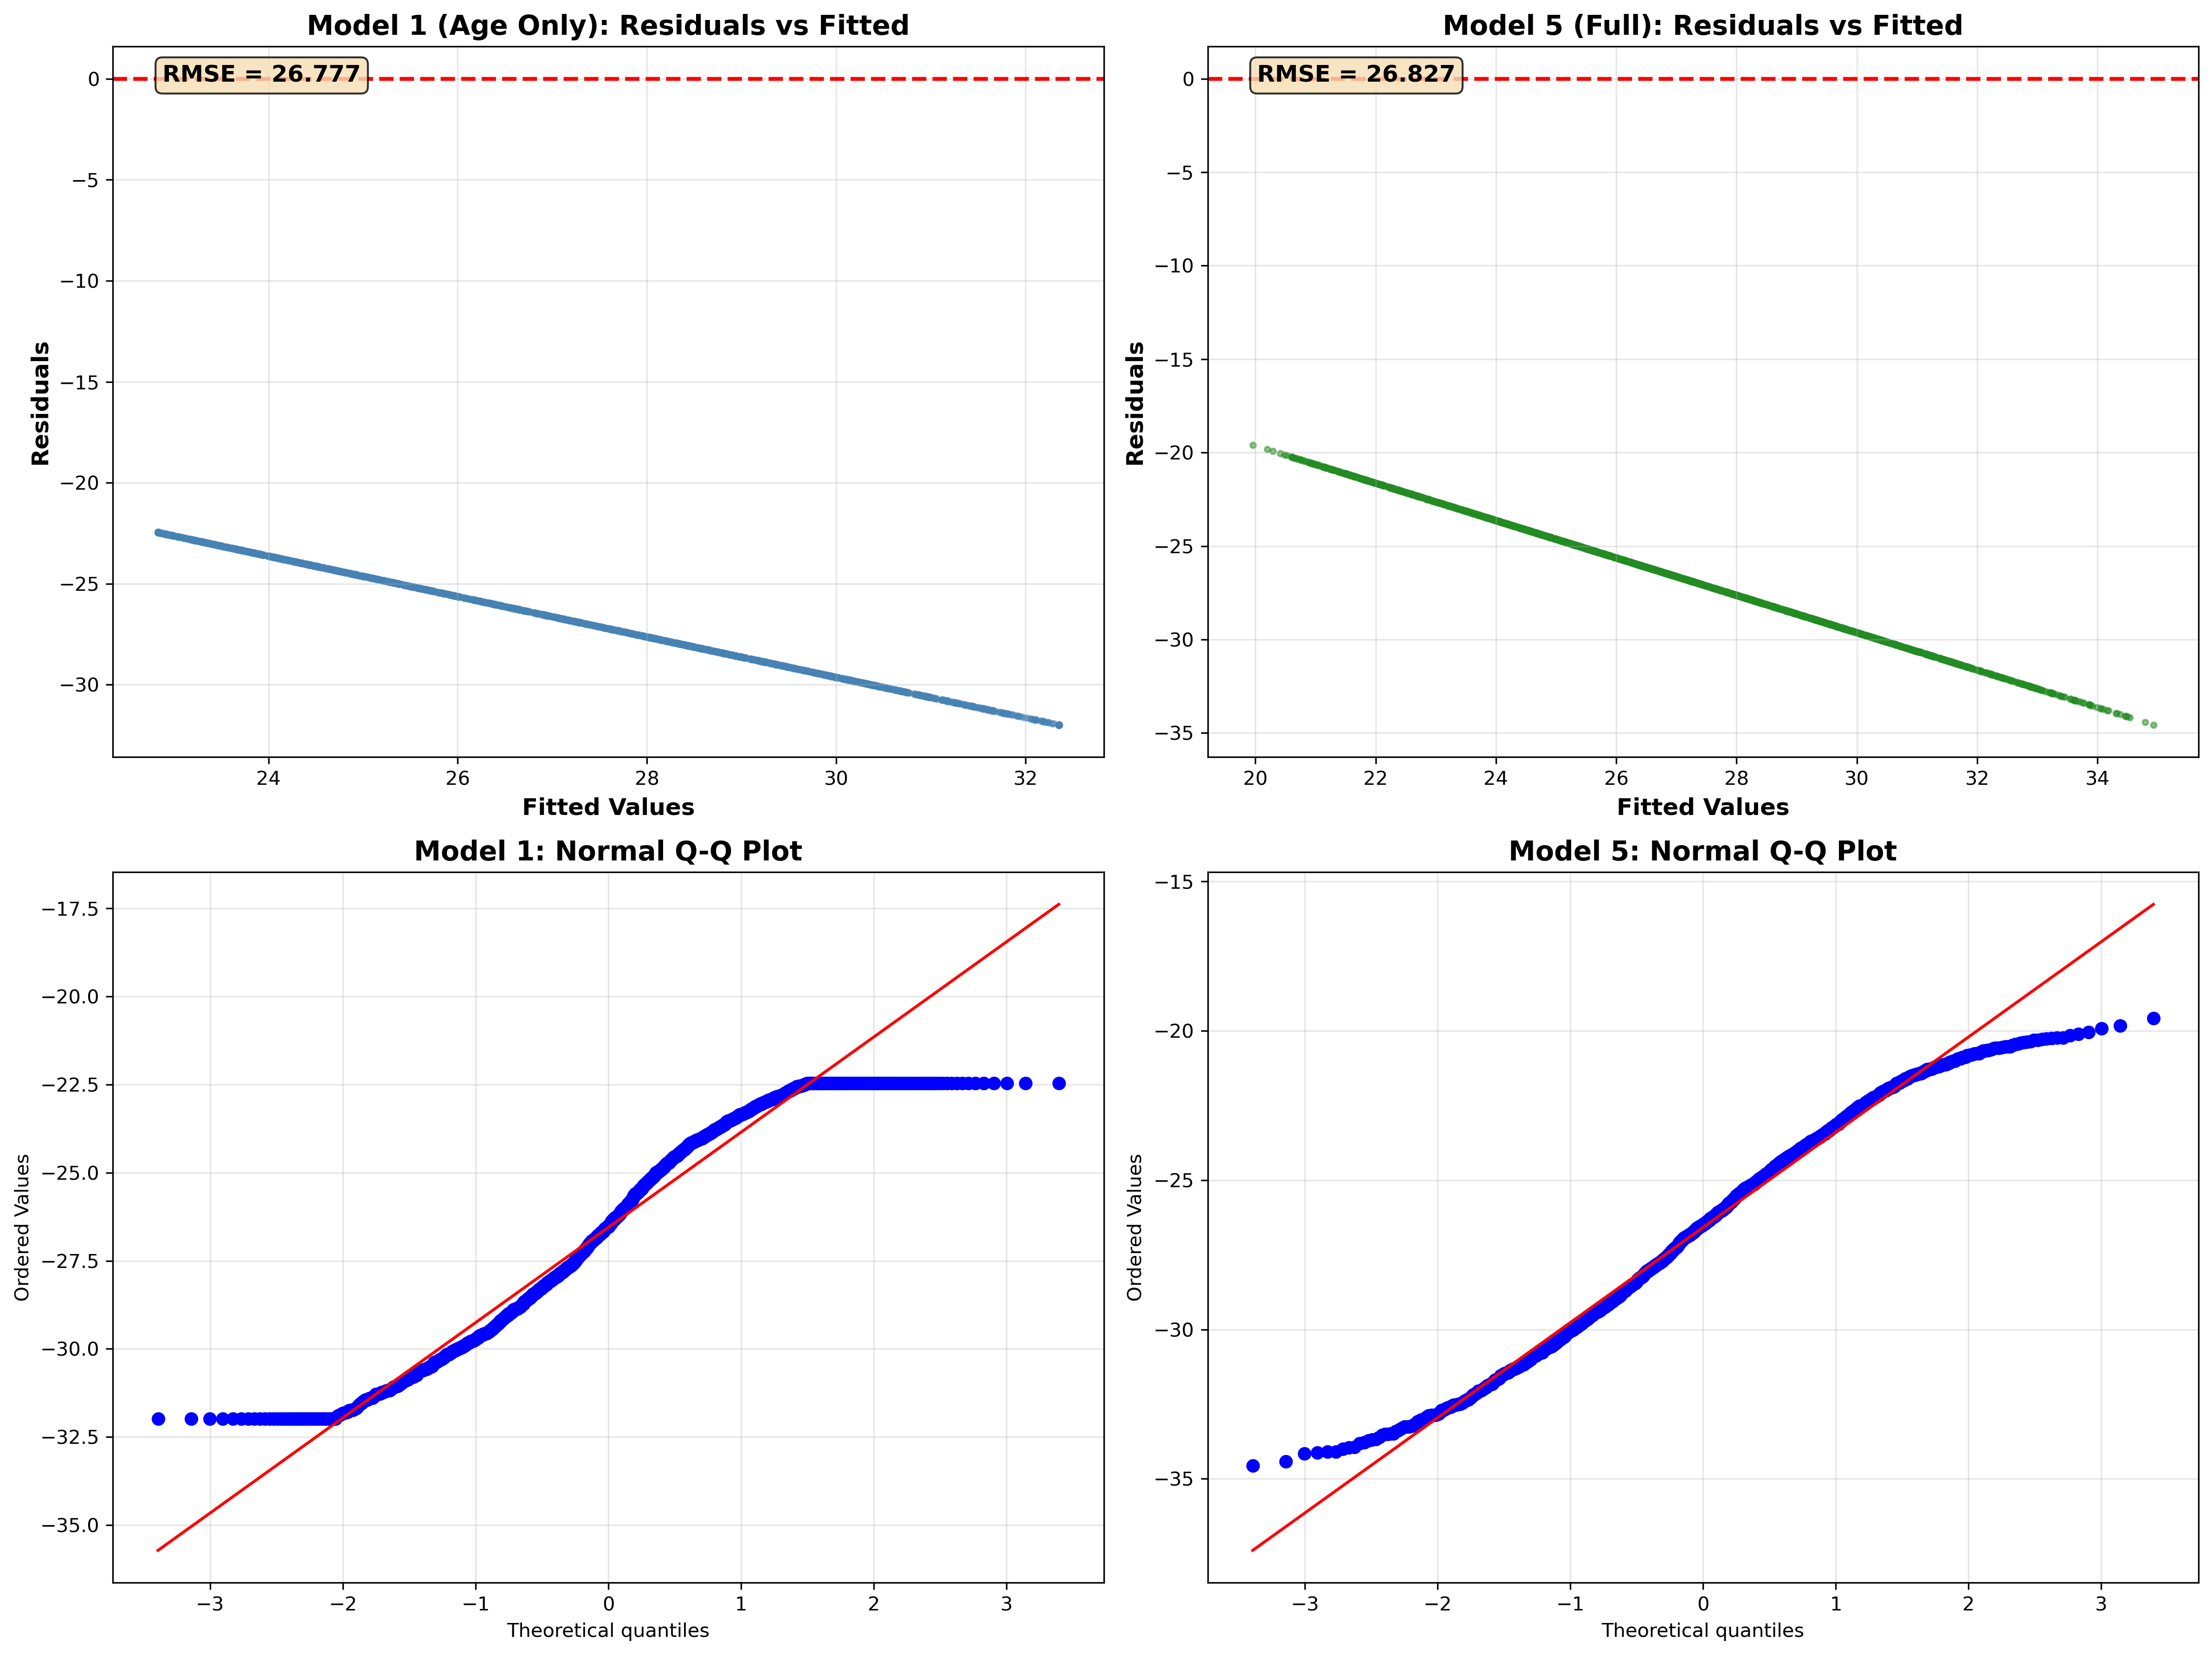 Model 1 (Age Only): Residuals vs Fitted
RMSE = 26.777
0
−5
−10
−15
−20
−25
−30
Residuals
24 26 28 30 32
Fitted Values
Model 5 (Full): Residuals vs Fitted
RMSE = 26.827
0
−5
−10
−15
−20
−25
−30
−35
Residuals
20 22 24 26 28 30 32 34
Fitted Values
Model 1: Normal Q-Q Plot
−17.5
−20.0
−22.5
−25.0
−27.5
−30.0
−32.5
−35.0
Ordered Values
−3 −2 −1 0 1 2 3
Theoretical quantiles
Model 5: Normal Q-Q Plot
−15
−20
−25
−30
−35
Ordered Values
−3 −2 −1 0 1 2 3
Theoretical quantiles